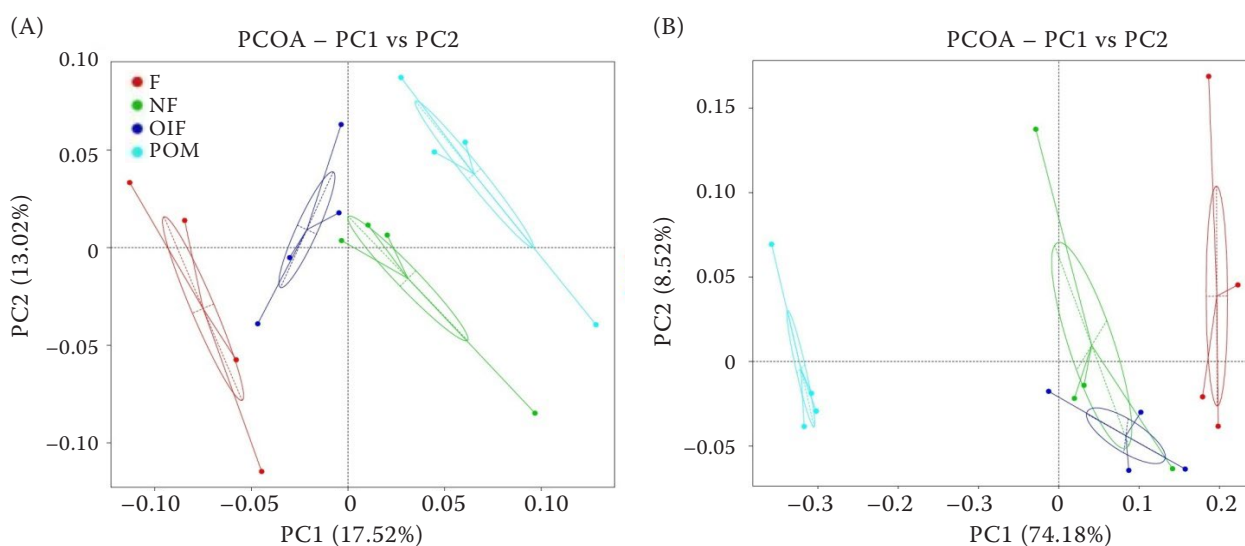 (A)
PCOA – PC1 vs PC2
0.10
0.05
0
−0.05
−0.10
PC2 (13.02%)
F
NF
OIF
POM
−0.10
−0.05
0
0.05
0.10
PC1 (17.52%)
(B)
PCOA – PC1 vs PC2
0.15
0.10
0.05
0
−0.05
PC2 (8.52%)
−0.3
−0.2
−0.3
0
0.1
0.2
PC1 (74.18%)